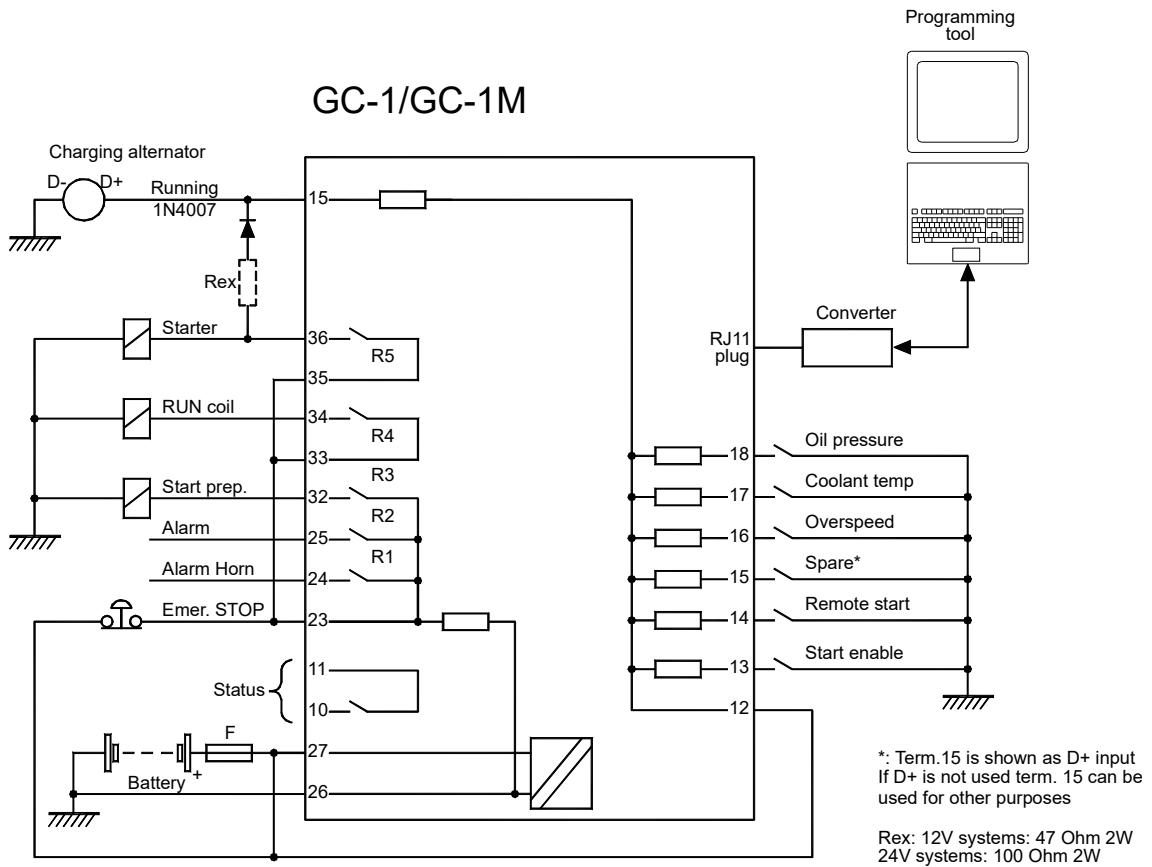 Programming
tool
GC-1/GC-1M
Charging alternator
D- D+
Running
1N4007
15
Rex
Starter
36
R5
35
RUN coil
34
R4
33
R3
Start prep.
32
R2
Alarm
25
R1
Alarm Horn
24
Emer. STOP
23
11
Status
10
F
27
Battery +
26
RJ11
plug
Converter
18 Oil pressure
17 Coolant temp
16 Overspeed
15 Spare*
14 Remote start
13 Start enable
12
*: Term.15 is shown as D+ input
If D+ is not used term. 15 can be
used for other purposes
Rex: 12V systems: 47 Ohm 2W
24V systems: 100 Ohm 2W